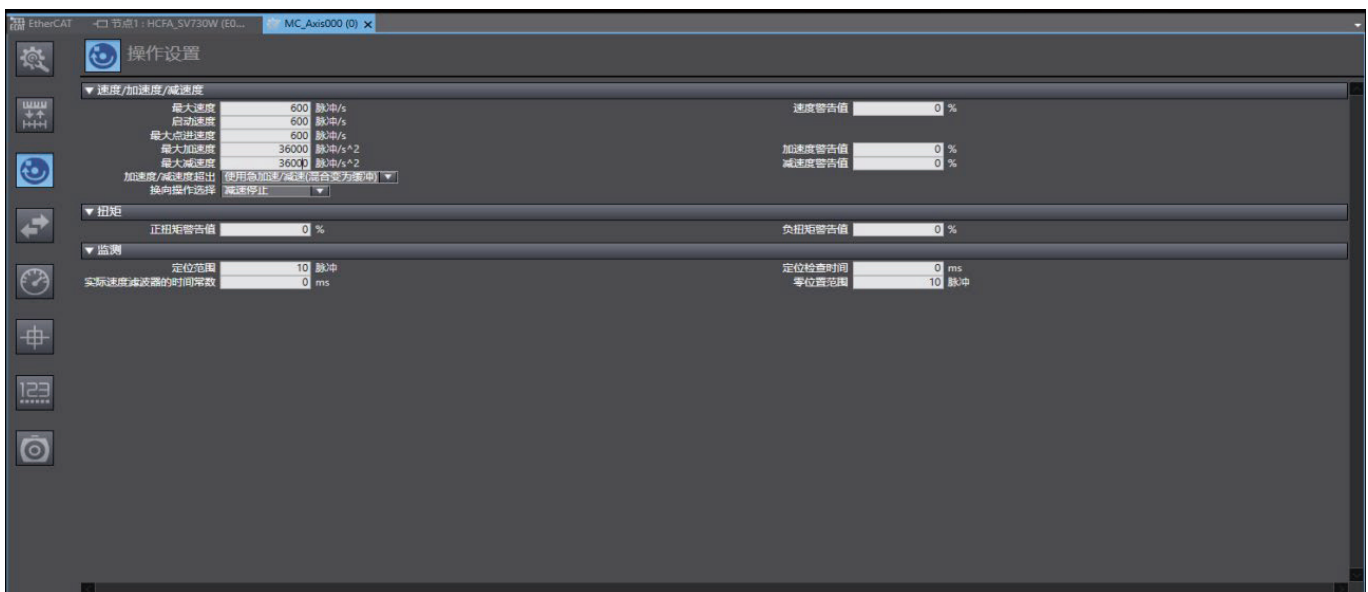 EtherCAT 节点1 : HCFA_SV730W (E0... MC_Axis000 (0)
操作设置
速度/加速度/减速度
最大速度 600 脉冲/s 速度警告值 0 %
启动速度 600 脉冲/s
最大点进速度 600 脉冲/s
最大加速度 36000 脉冲/s^2 加速度警告值 0 %
最大减速度 36000 脉冲/s^2 减速度警告值 0 %
加速度/减速度超出 使用急加速/减速(混合变为缓冲)
换向操作选择 减速停止
扭矩
正扭矩警告值 0 % 负扭矩警告值 0 %
监测
定位范围 10 脉冲 定位检查时间 0 ms
实际速度滤波器的时间常数 0 ms 零位置范围 10 脉冲
123